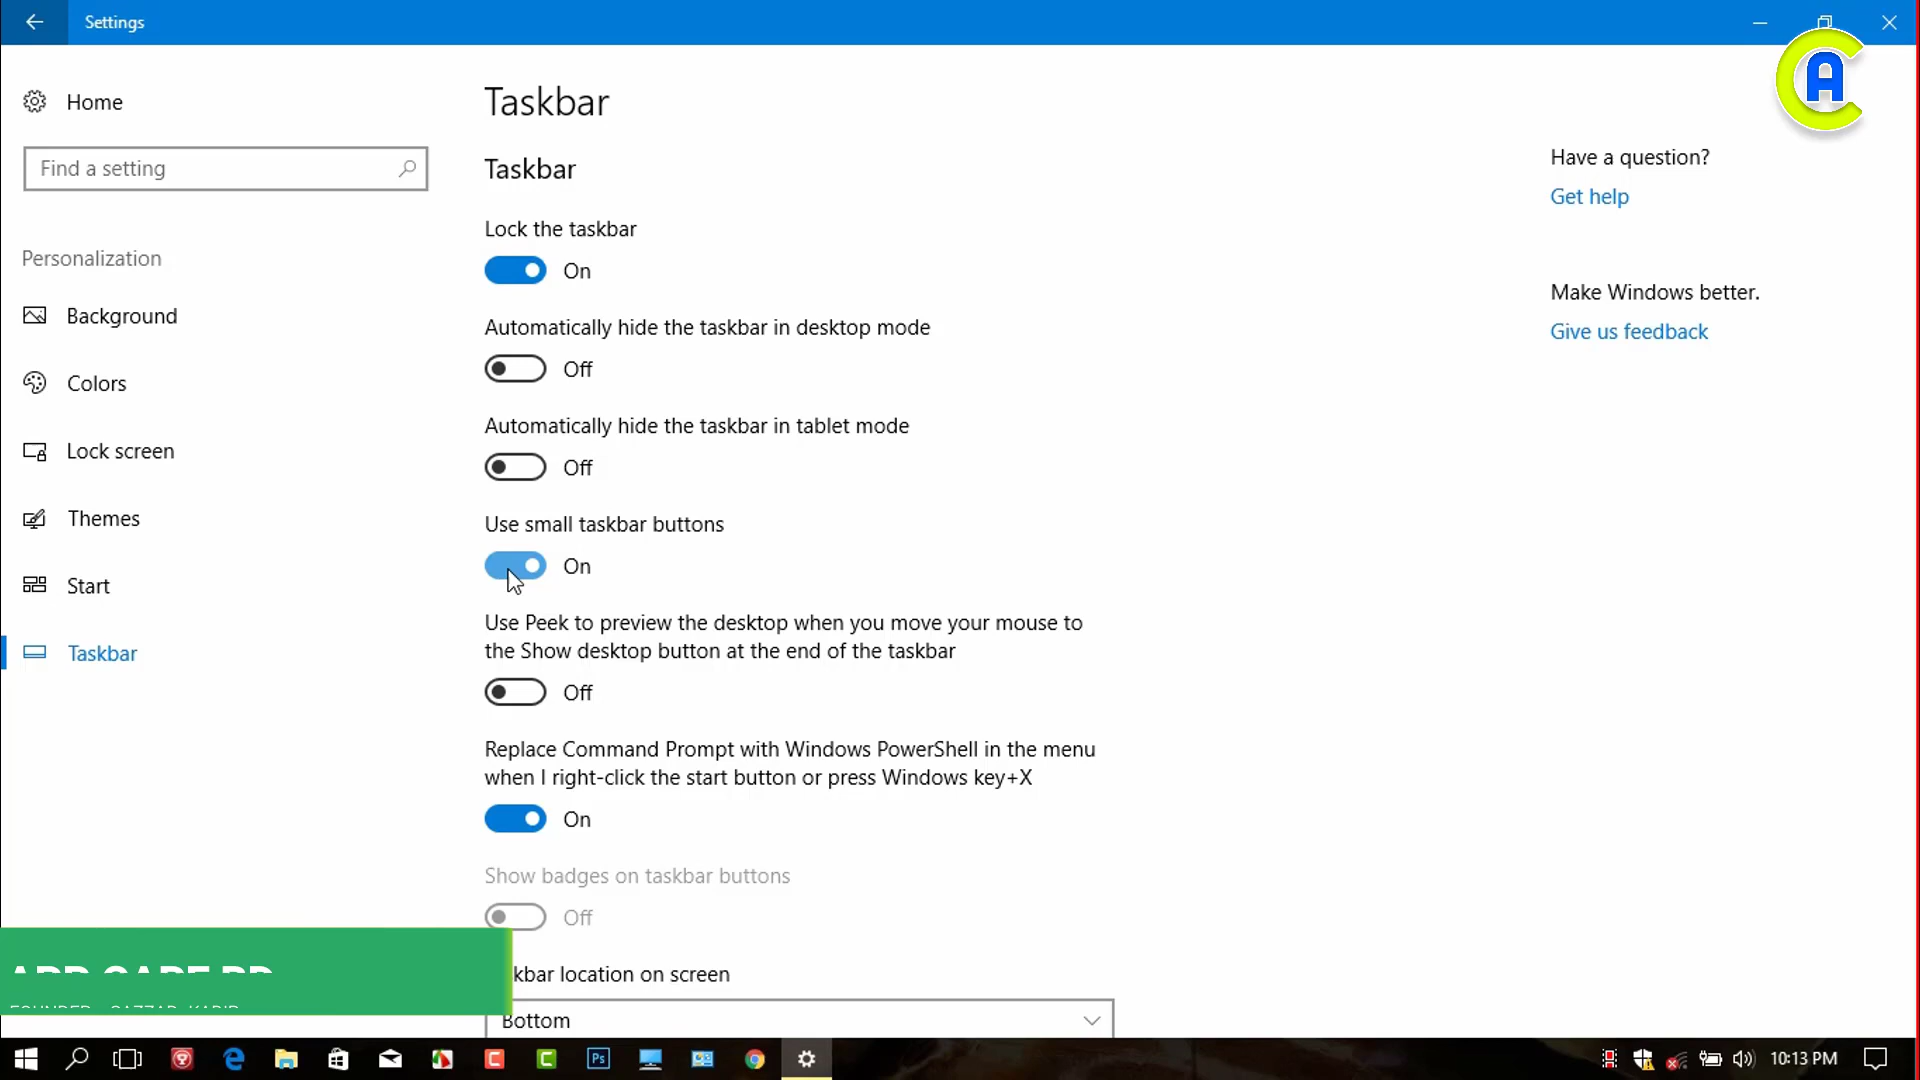 Settings
Home
Find a setting
Personalization
Background
Colors
Lock screen
Themes
Start
Taskbar
Taskbar
Taskbar
Lock the taskbar
On
Automatically hide the taskbar in desktop mode
Off
Automatically hide the taskbar in tablet mode
Off
Use small taskbar buttons
On
Use Peek to preview the desktop when you move your mouse to
the Show desktop button at the end of the taskbar
Off
Replace Command Prompt with Windows PowerShell in the menu
when I right-click the start button or press Windows key+X
On
Show badges on taskbar buttons
Off
kbar location on screen
Bottom
Have a question?
Get help
Make Windows better.
Give us feedback
C A
Ps
10:13 PM